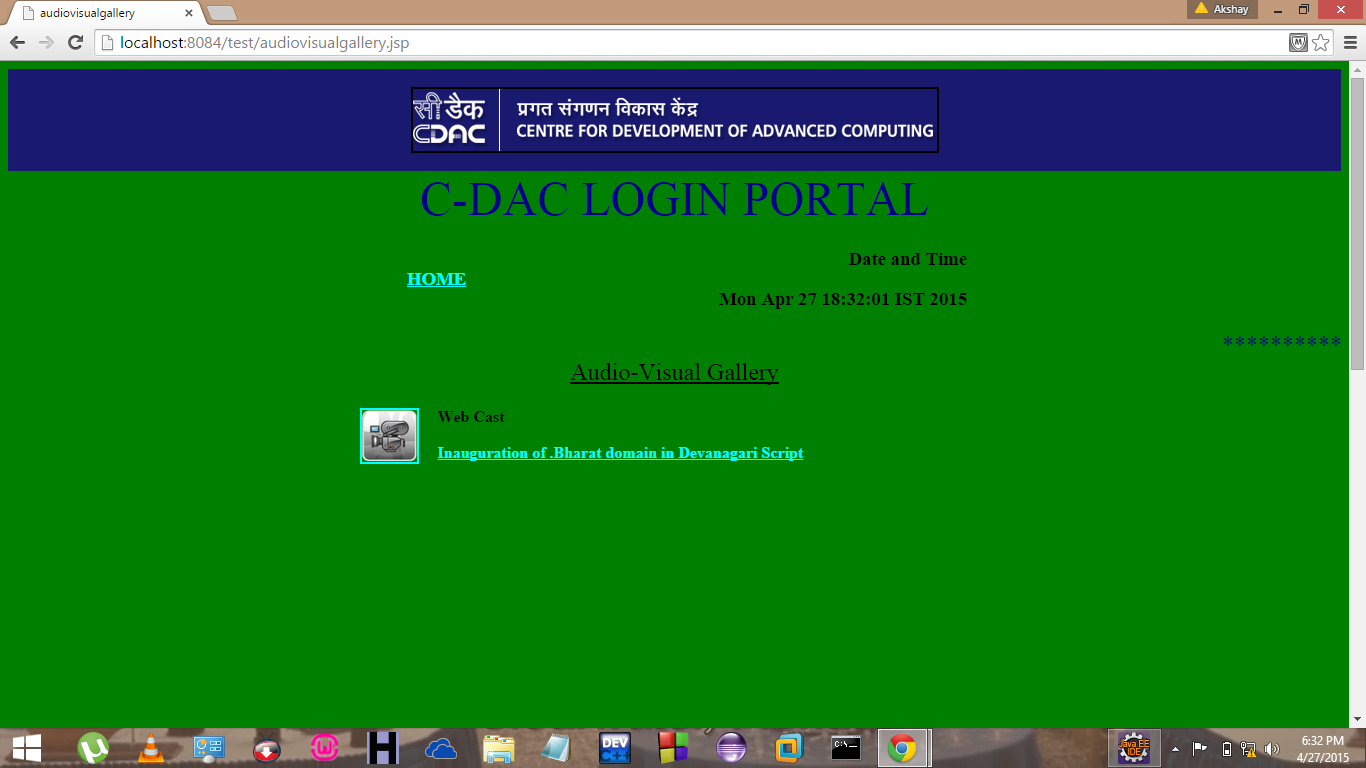 audiovisualgallery
Akshay
localhost:8084/test/audiovisualgallery.jsp
सी डैक
CDAC
प्रगत संगणन विकास केंद्र
CENTRE FOR DEVELOPMENT OF ADVANCED COMPUTING
C-DAC LOGIN PORTAL
Date and Time
HOME
Mon Apr 27 18:32:01 IST 2015
**********
Audio-Visual Gallery
Web Cast
Inauguration of .Bharat domain in Devanagari Script
DEV
C++
C:\.
Java EE
IDE
6:32 PM
4/27/2015